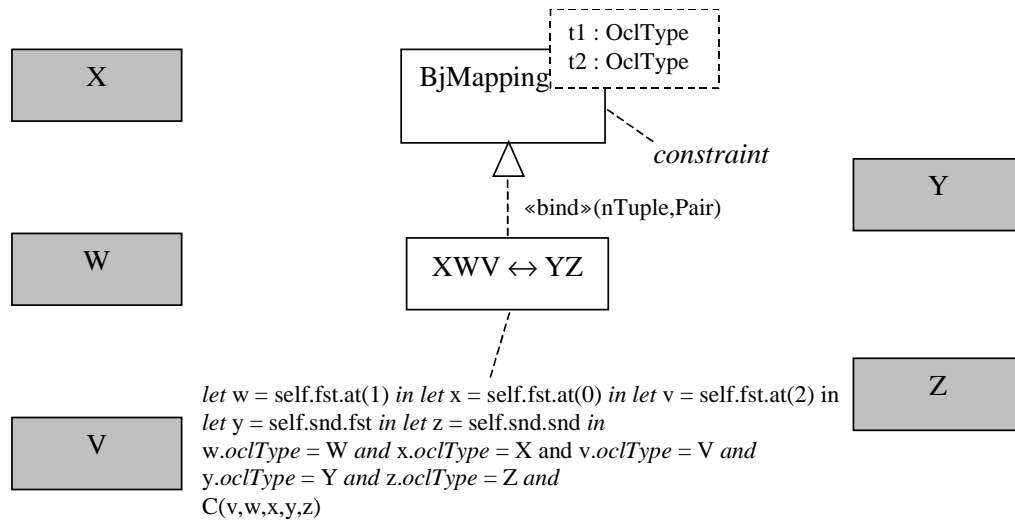 t1 : OclType
t2 : OclType
X
BjMapping
constraint
Y
«bind»(nTuple,Pair)
W
XWV ↔ YZ
Z
V
let w = self.fst.at(1) in let x = self.fst.at(0) in let v = self.fst.at(2) in
let y = self.snd.fst in let z = self.snd.snd in
w.oclType = W and x.oclType = X and v.oclType = V and
y.oclType = Y and z.oclType = Z and
C(v,w,x,y,z)